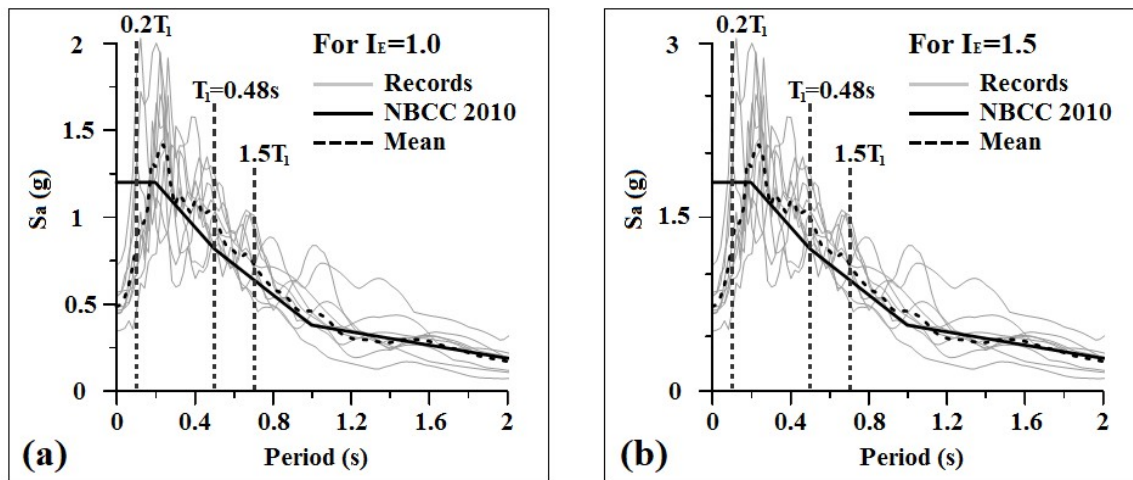 0.2T₁
2
For IE=1.0
Records
T₁=0.48s
NBCC 2010
1.5
Mean
1.5T₁
Sa (g)
1
0.5
0
0
0.4
0.8
1.2
1.6
2
(a)
Period (s)
0.2T₁
3
For IE=1.5
Records
T₁=0.48s
NBCC 2010
Mean
1.5T₁
Sa (g)
1.5
0
0
0.4
0.8
1.2
1.6
2
(b)
Period (s)